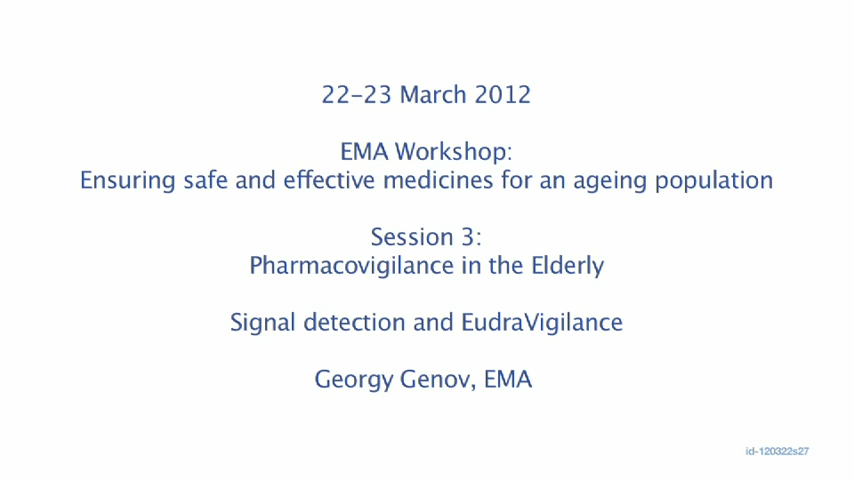 22-23 March 2012
EMA Workshop:
Ensuring safe and effective medicines for an ageing population
Session 3:
Pharmacovigilance in the Elderly
Signal detection and EudraVigilance
Georgy Genov, EMA
id-120322s27